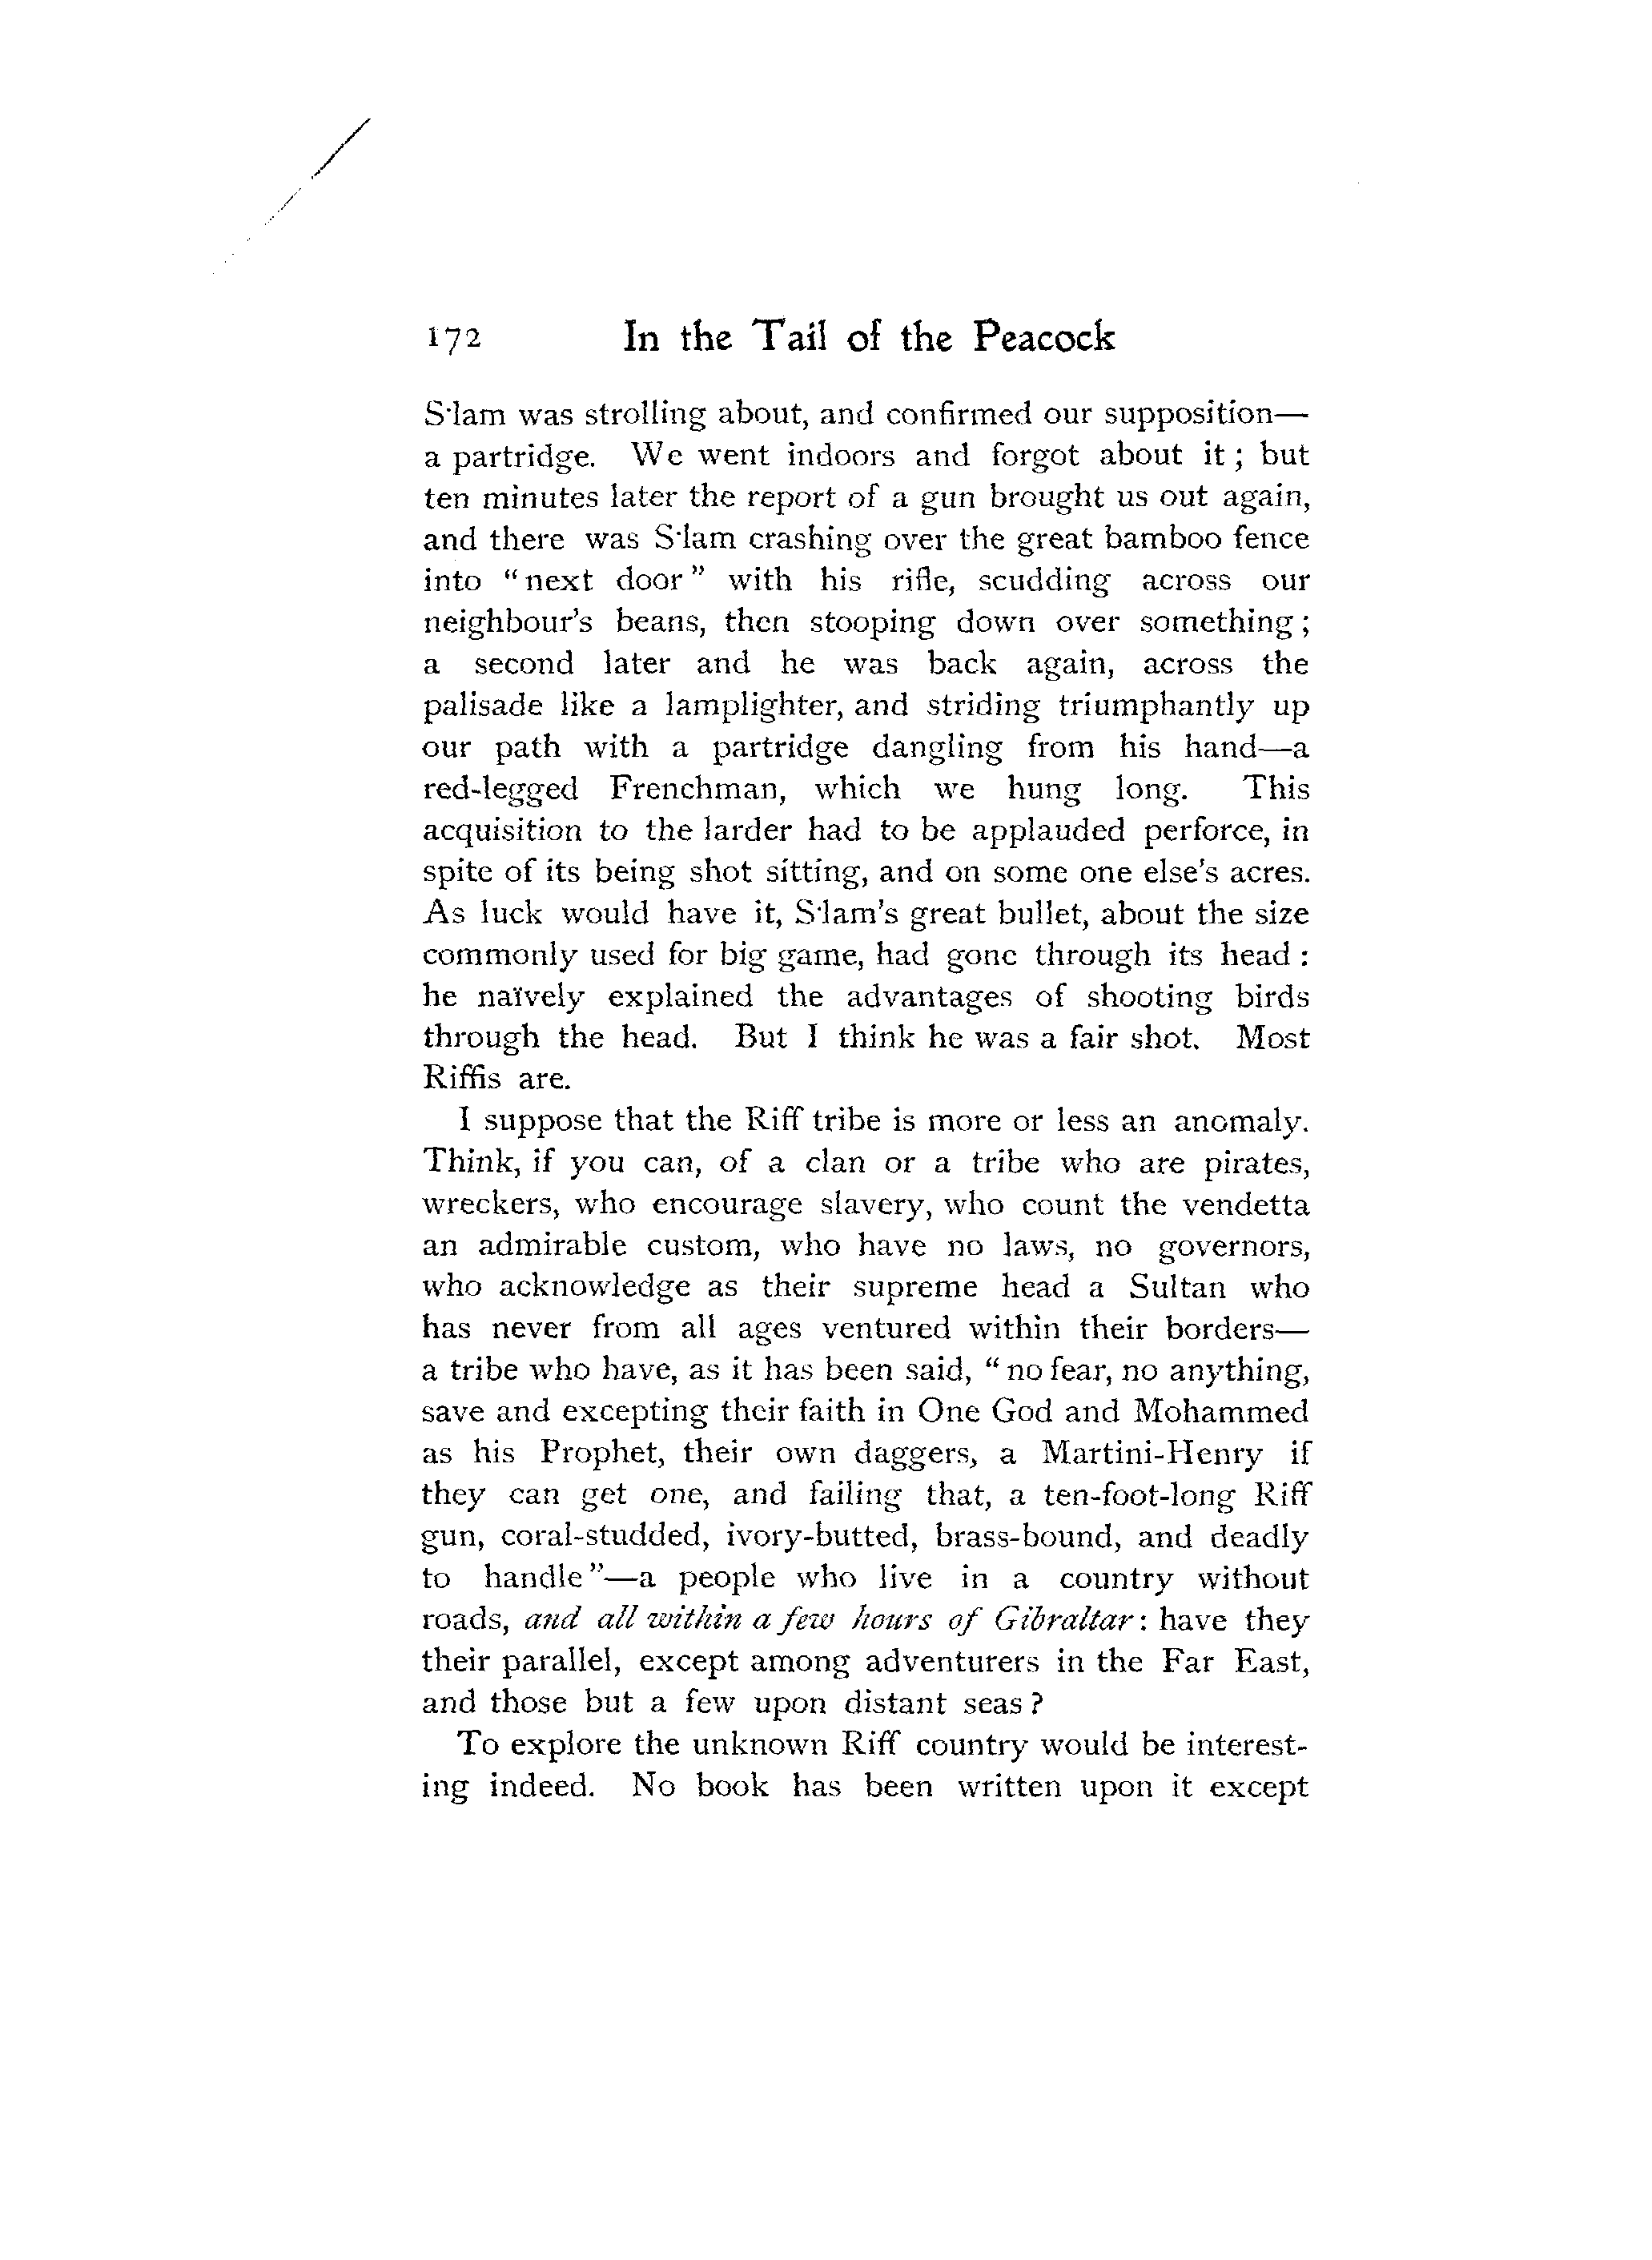 172 In the Tail of the Peacock
S·lam was strolling about, and confirmed our supposition—
a partridge. We went indoors and forgot about it; but
ten minutes later the report of a gun brought us out again,
and there was S·lam crashing over the great bamboo fence
into "next door" with his rifle, scudding across our
neighbour's beans, then stooping down over something;
a second later and he was back again, across the
palisade like a lamplighter, and striding triumphantly up
our path with a partridge dangling from his hand—a
red-legged Frenchman, which we hung long. This
acquisition to the larder had to be applauded perforce, in
spite of its being shot sitting, and on some one else's acres.
As luck would have it, S·lam's great bullet, about the size
commonly used for big game, had gone through its head:
he naïvely explained the advantages of shooting birds
through the head. But I think he was a fair shot. Most
Riffis are.
I suppose that the Riff tribe is more or less an anomaly.
Think, if you can, of a clan or a tribe who are pirates,
wreckers, who encourage slavery, who count the vendetta
an admirable custom, who have no laws, no governors,
who acknowledge as their supreme head a Sultan who
has never from all ages ventured within their borders—
a tribe who have, as it has been said, "no fear, no anything,
save and excepting their faith in One God and Mohammed
as his Prophet, their own daggers, a Martini-Henry if
they can get one, and failing that, a ten-foot-long Riff
gun, coral-studded, ivory-butted, brass-bound, and deadly
to handle"—a people who live in a country without
roads, and all within a few hours of Gibraltar: have they
their parallel, except among adventurers in the Far East,
and those but a few upon distant seas?
To explore the unknown Riff country would be interest-
ing indeed. No book has been written upon it except